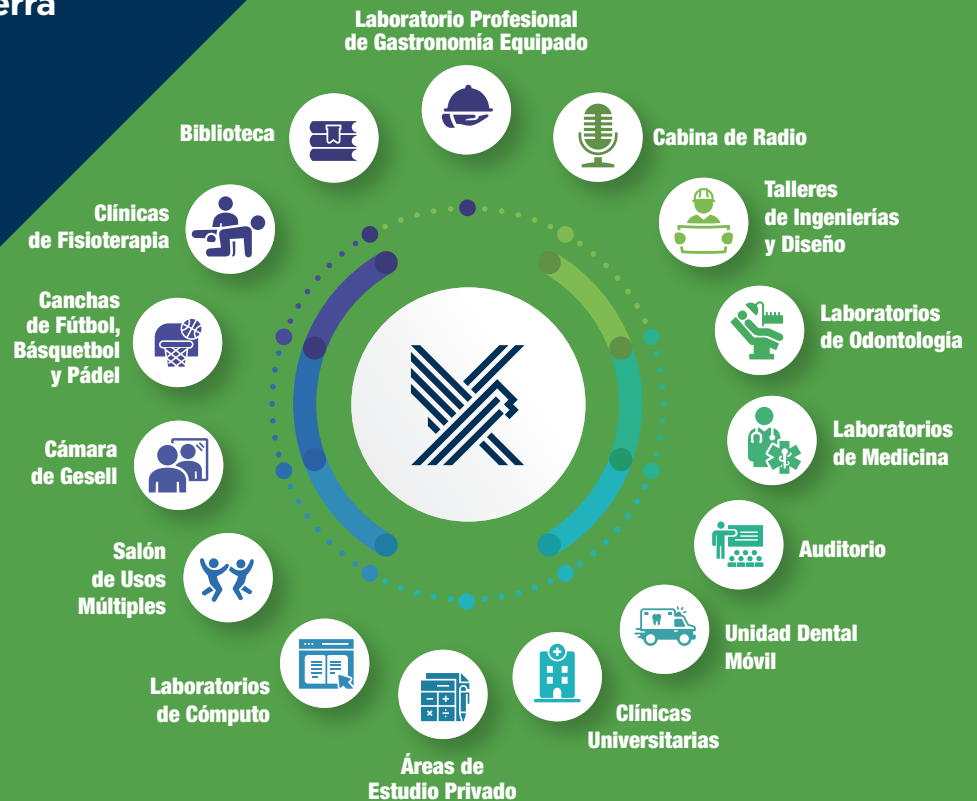 Laboratorio Profesional
de Gastronomía Equipado
Cabina de Radio
Talleres
de Ingenierías
y Diseño
Laboratorios
de Odontología
Laboratorios
de Medicina
Auditorio
Unidad Dental
Móvil
Clínicas
Universitarias
Áreas de
Estudio Privado
Laboratorios
de Cómputo
Salón
de Usos
Múltiples
Cámara
de Gesell
Canchas
de Fútbol,
Básquetbol
y Pádel
Clínicas
de Fisioterapia
Biblioteca